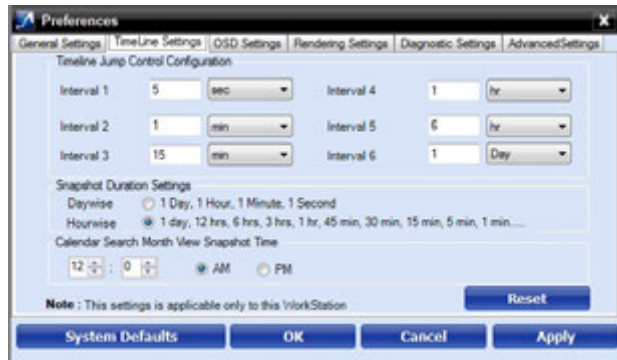 Preferences
General Settings TimeLine Settings OSD Settings Rendering Settings Diagnostic Settings AdvancedSettings
Timeline Jump Control Configuration
Interval 1 5 sec Interval 4 1 hr
Interval 2 1 min Interval 5 6 hr
Interval 3 15 min Interval 6 1 Day
Snapshot Duration Settings
Daywise 1 Day, 1 Hour, 1 Minute, 1 Second
Hourwise 1 day, 12 hrs, 6 hrs, 3 hrs, 1 hr, 45 min, 30 min, 15 min, 5 min, 1 min.....
Calendar Search Month View Snapshot Time
12 : 0 AM PM
Note : This settings is applicable only to this WorkStation
Reset
System Defaults OK Cancel Apply